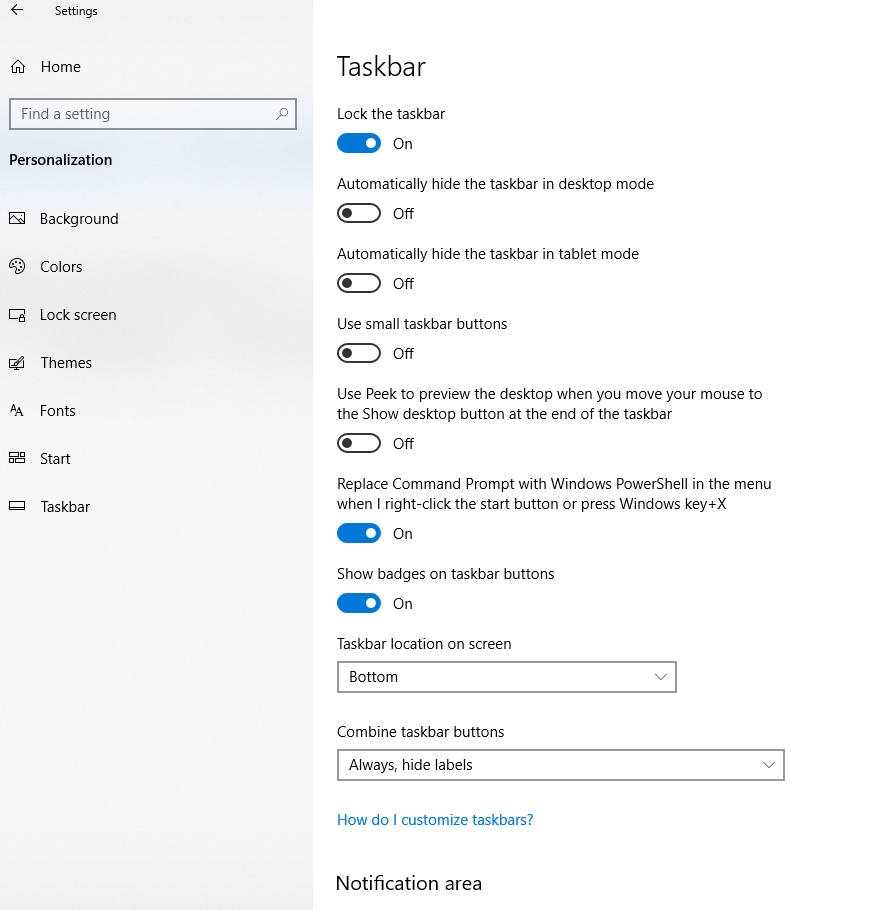 Settings
Home
Find a setting
Personalization
Background
Colors
Lock screen
Themes
Fonts
Start
Taskbar
Taskbar
Lock the taskbar
On
Automatically hide the taskbar in desktop mode
Off
Automatically hide the taskbar in tablet mode
Off
Use small taskbar buttons
Off
Use Peek to preview the desktop when you move your mouse to
the Show desktop button at the end of the taskbar
Off
Replace Command Prompt with Windows PowerShell in the menu
when I right-click the start button or press Windows key+X
On
Show badges on taskbar buttons
On
Taskbar location on screen
Bottom
Combine taskbar buttons
Always, hide labels
How do I customize taskbars?
Notification area